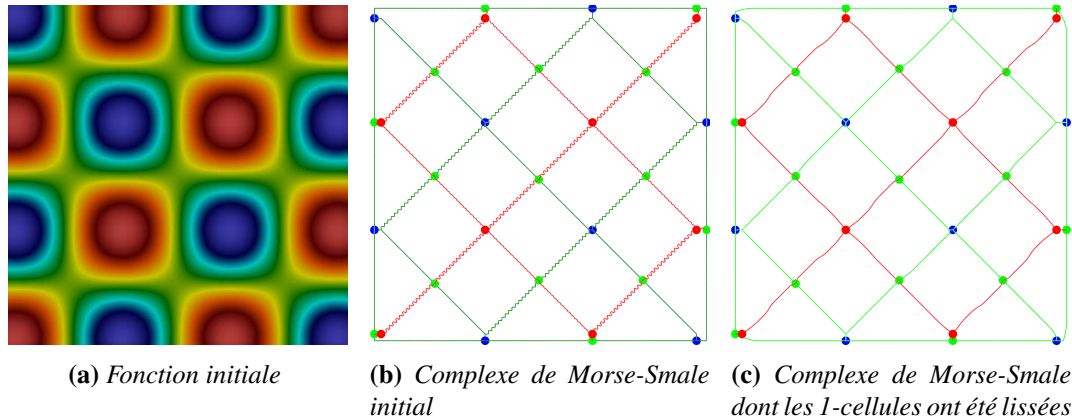 (a) Fonction initiale
(b) Complexe de Morse-Smale
initial
(c) Complexe de Morse-Smale
dont les 1-cellules ont été lissées